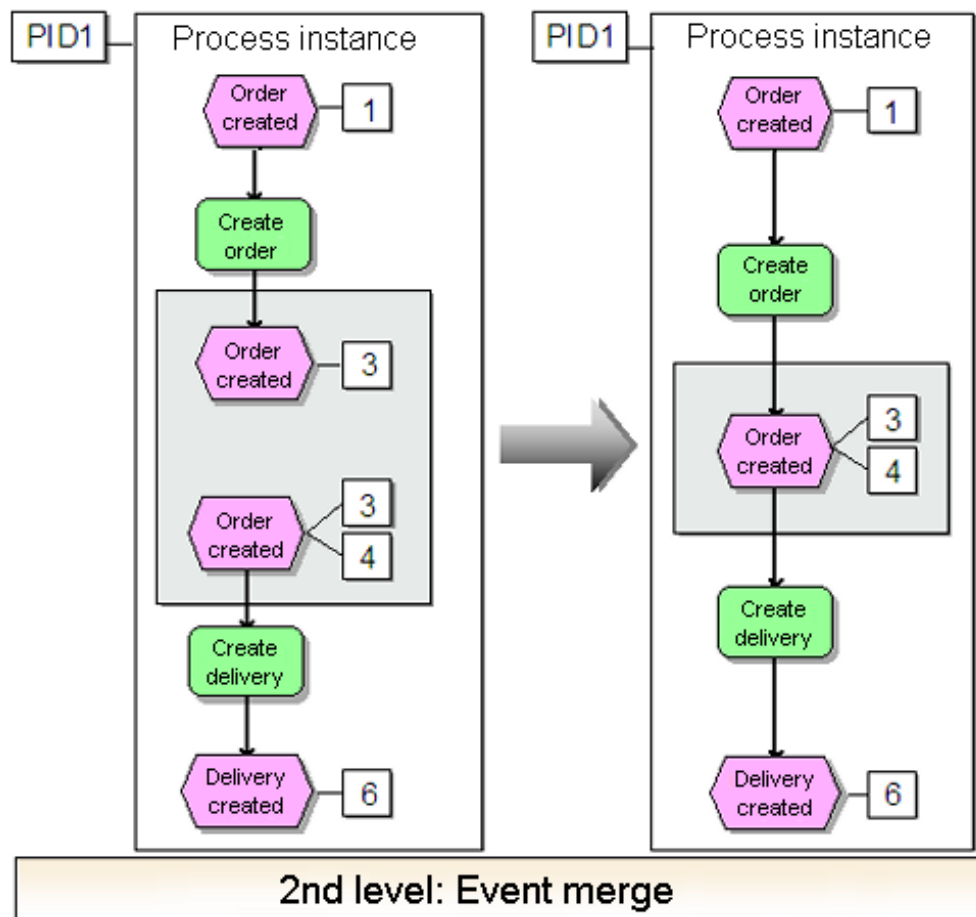 PID1
Process instance
Order
created
1
Create
order
Order
created
3
Order
created
3
4
Create
delivery
Delivery
created
6
PID1
Process instance
Order
created
1
Create
order
Order
created
3
4
Create
delivery
Delivery
created
6
2nd level: Event merge